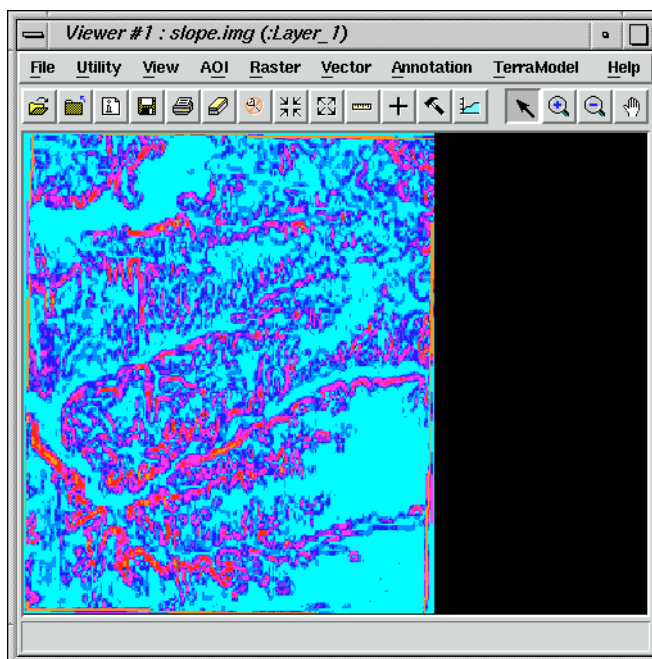 Viewer #1 : slope.img (:Layer_1)
File Utility View AOI Raster Vector Annotation TerraModel Help